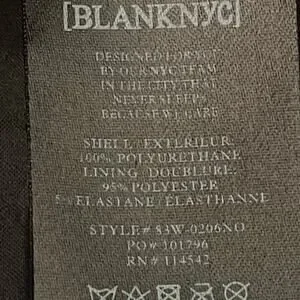 [BLANKNYC]
DESIGNED FOR YOU
BY OUR NYC TEAM
IN THE CITY THAT
NEVER SLEEPS
BECAUSE WE CARE
SHELL / EXTERIEUR:
100% POLYURETHANE
LINING / DOUBLURE:
95% POLYESTER
5% ELASTANE / ELASTHANNE
STYLE# 83W-0206NO
PO# 101796
RN# 114542